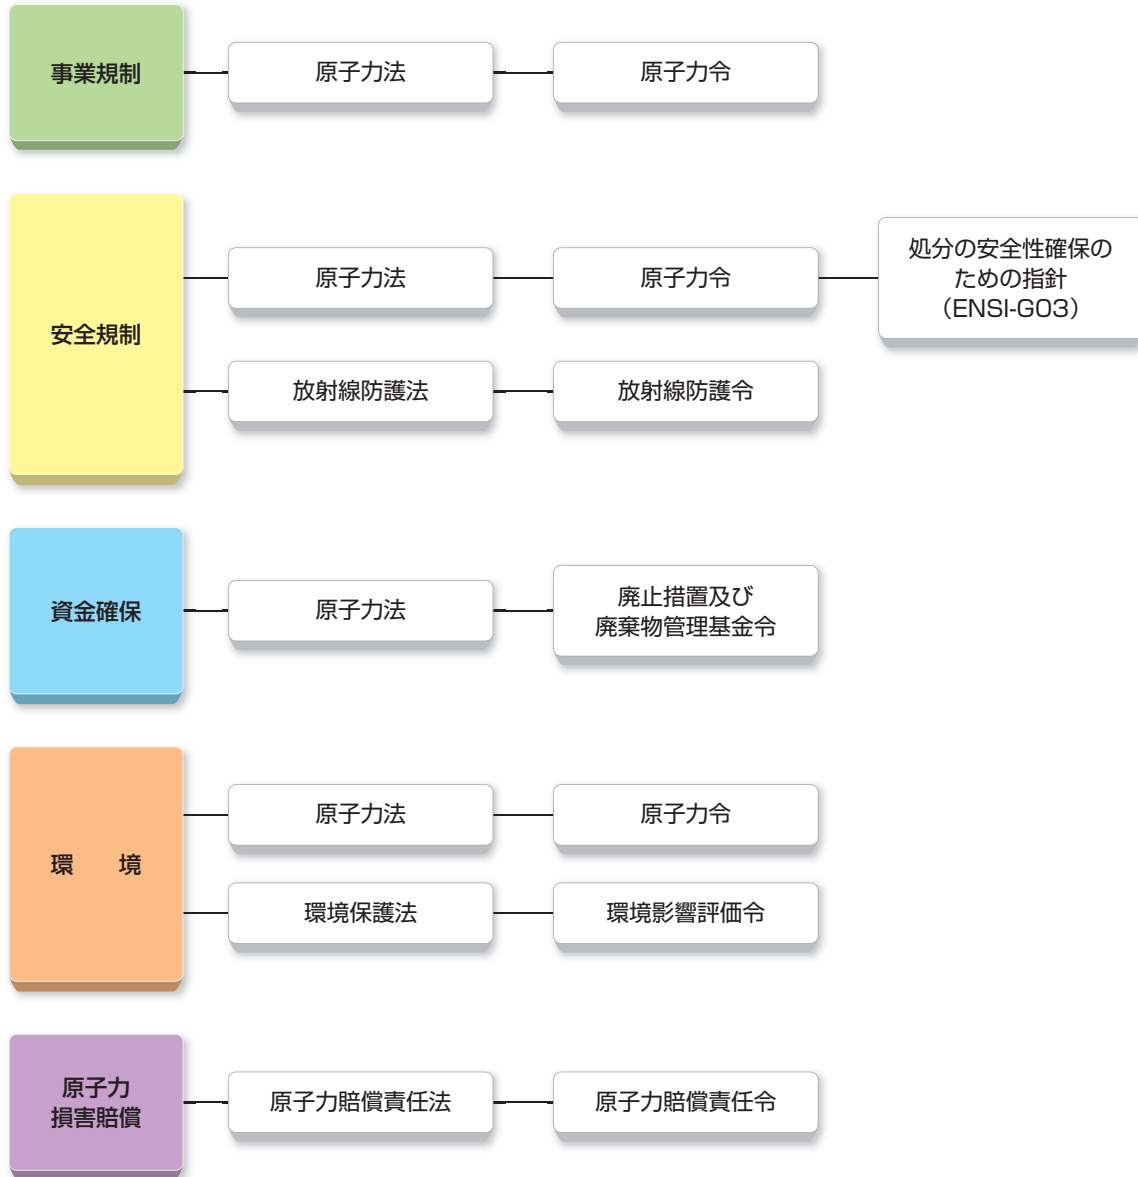 事業規制
原子力法
原子力令
安全規制
原子力法
原子力令
処分の安全性確保の
ための指針
（ENSI-G03）
放射線防護法
放射線防護令
資金確保
原子力法
廃止措置及び
廃棄物管理基金令
環　　境
原子力法
原子力令
環境保護法
環境影響評価令
原子力
損害賠償
原子力賠償責任法
原子力賠償責任令